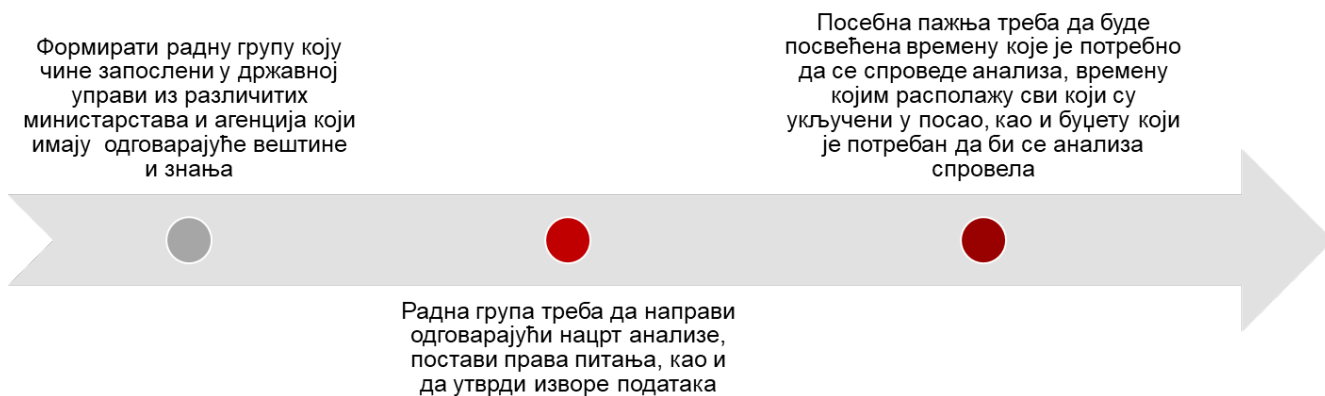 Формирати радну групу коју
чине запослени у државној
управи из различитих
министарстава и агенција који
имају  одговарајуће вештине
и знања
Радна група треба да направи
одговарајући нацрт анализе,
постави права питања, као и
да утврди изворе података
Посебна пажња треба да буде
посвећена времену које је потребно
да се спроведе анализа, времену
којим располажу сви који су
укључени у посао, као и буџету који
је потребан да би се анализа
спровела